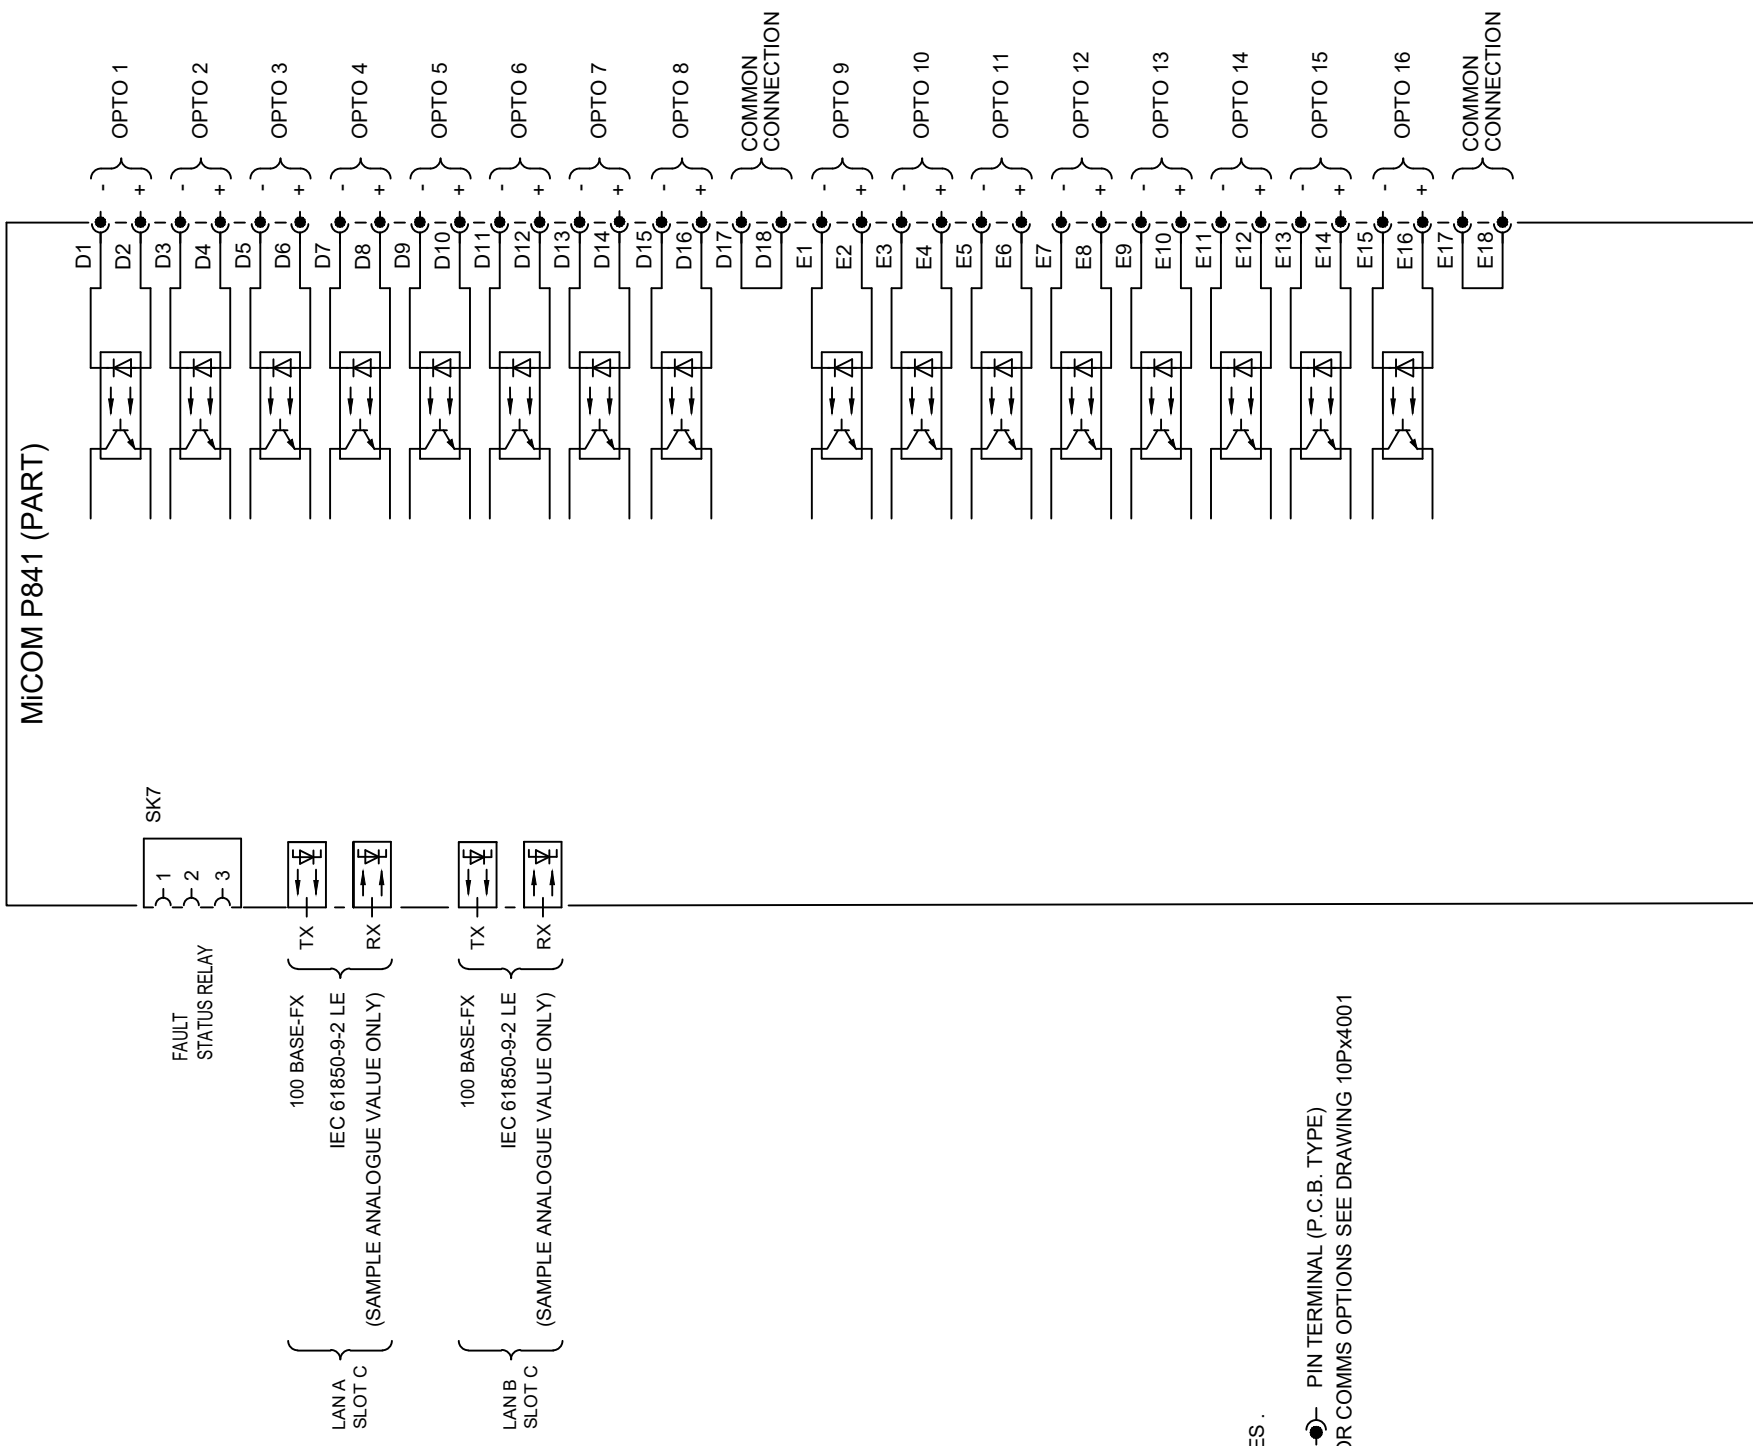 MiCOM P841 (PART)
D1
-
OPTO 1
D2
+
D3
-
OPTO 2
D4
+
D5
-
OPTO 3
D6
+
D7
-
OPTO 4
D8
+
D9
-
OPTO 5
D10
+
D11
-
OPTO 6
D12
+
D13
-
OPTO 7
D14
+
D15
-
OPTO 8
D16
+
D17
COMMON
CONNECTION
D18
E1
-
OPTO 9
E2
+
E3
-
OPTO 10
E4
+
E5
-
OPTO 11
E6
+
E7
-
OPTO 12
E8
+
E9
-
OPTO 13
E10
+
E11
-
OPTO 14
E12
+
E13
-
OPTO 15
E14
+
E15
-
OPTO 16
E16
+
E17
COMMON
CONNECTION
E18
SK7
1
2
3
FAULT
STATUS RELAY
TX
RX
100 BASE-FX
IEC 61850-9-2 LE
(SAMPLE ANALOGUE VALUE ONLY)
LAN A
SLOT C
TX
RX
100 BASE-FX
IEC 61850-9-2 LE
(SAMPLE ANALOGUE VALUE ONLY)
LAN B
SLOT C
ES .
PIN TERMINAL (P.C.B. TYPE)
OR COMMS OPTIONS SEE DRAWING 10Px4001